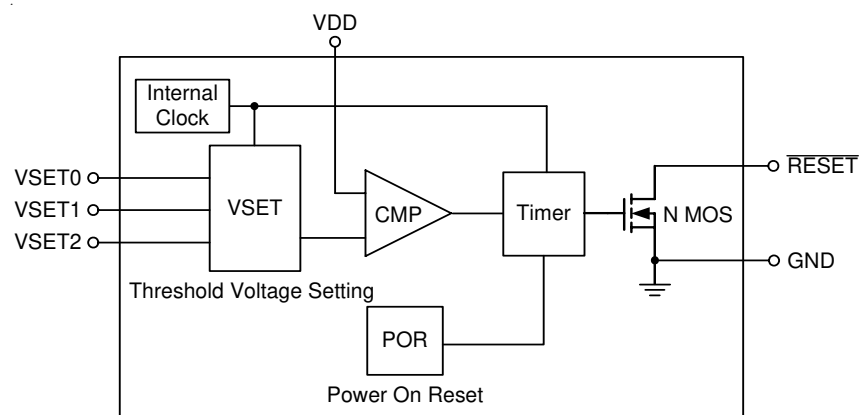 VDD
Internal
Clock
VSET0
VSET1
VSET2
VSET
CMP
Timer
N MOS
RESET
GND
Threshold Voltage Setting
POR
Power On Reset